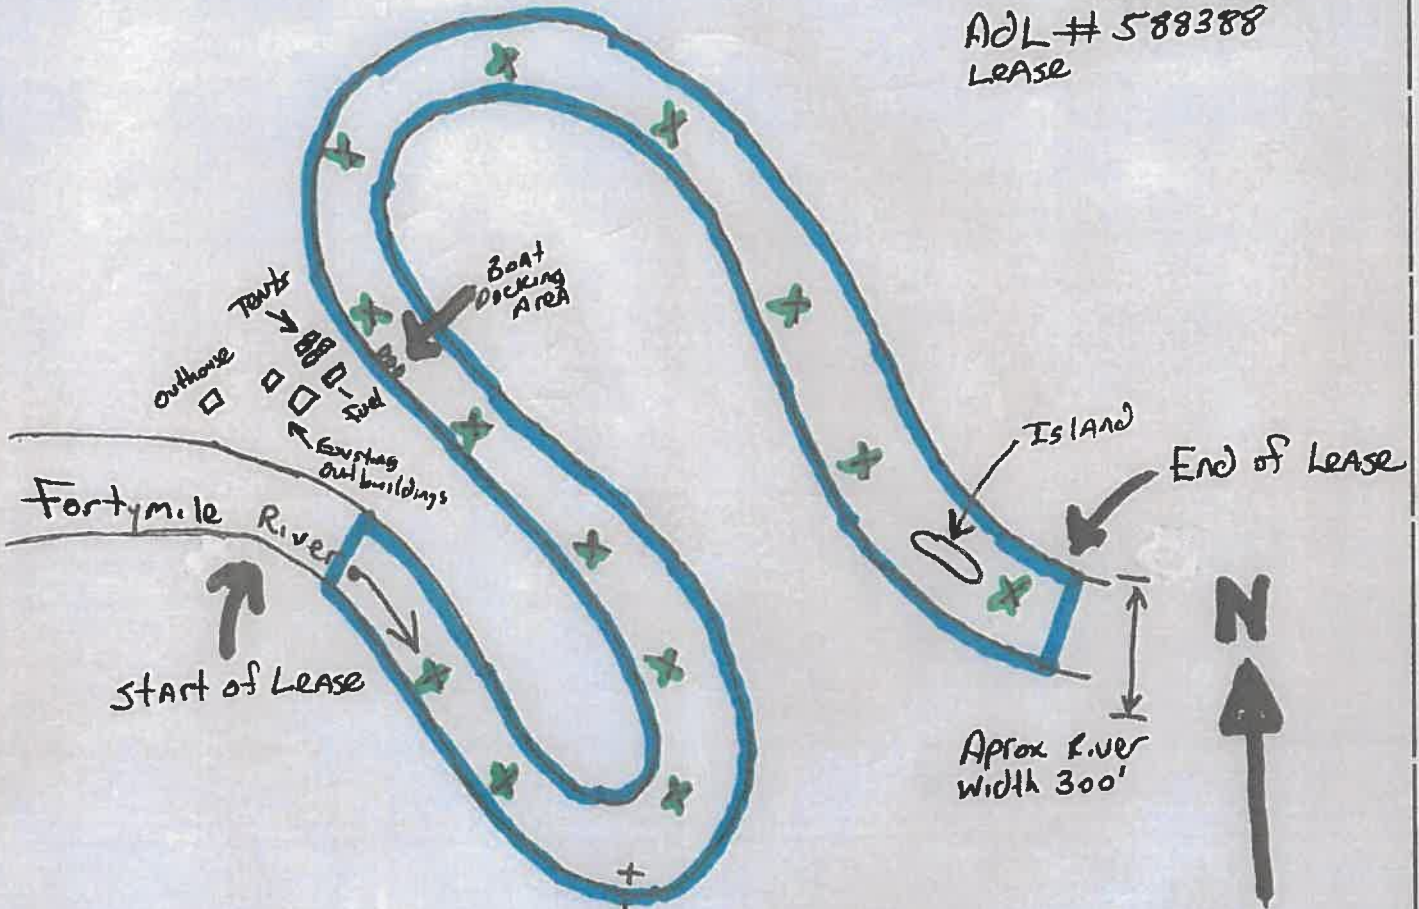 ADL # 588388
Lease
Boat
Docking
Area
Tents
outhouse
fuel
Existing
outbuildings
Island
End of Lease
Fortymile River
Start of Lease
N
Aprox River
Width 300'